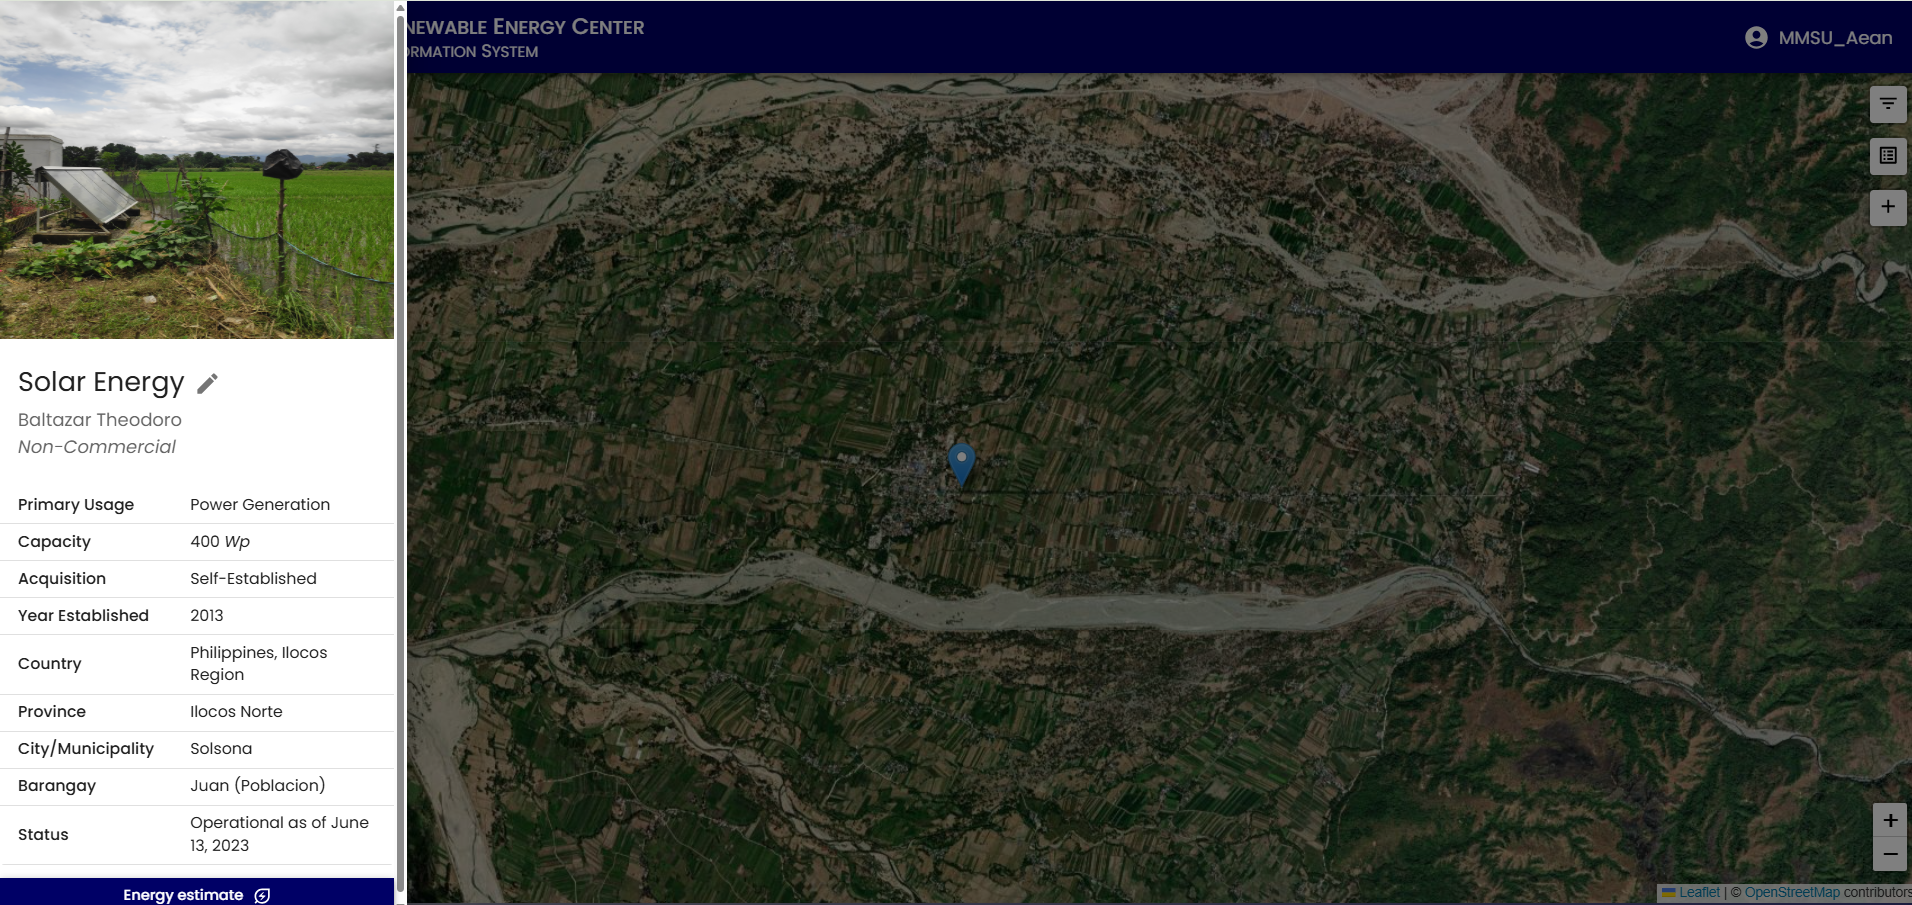 NEWABLE ENERGY CENTER
ORMATION SYSTEM
MMSU_Aean
Solar Energy
Baltazar Theodoro
Non-Commercial
Primary Usage Power Generation
Capacity 400 Wp
Acquisition Self-Established
Year Established 2013
Country Philippines, Ilocos
Region
Province Ilocos Norte
City/Municipality Solsona
Barangay Juan (Poblacion)
Status Operational as of June
13, 2023
Energy estimate
+
+
−
Leaflet | © OpenStreetMap contributors